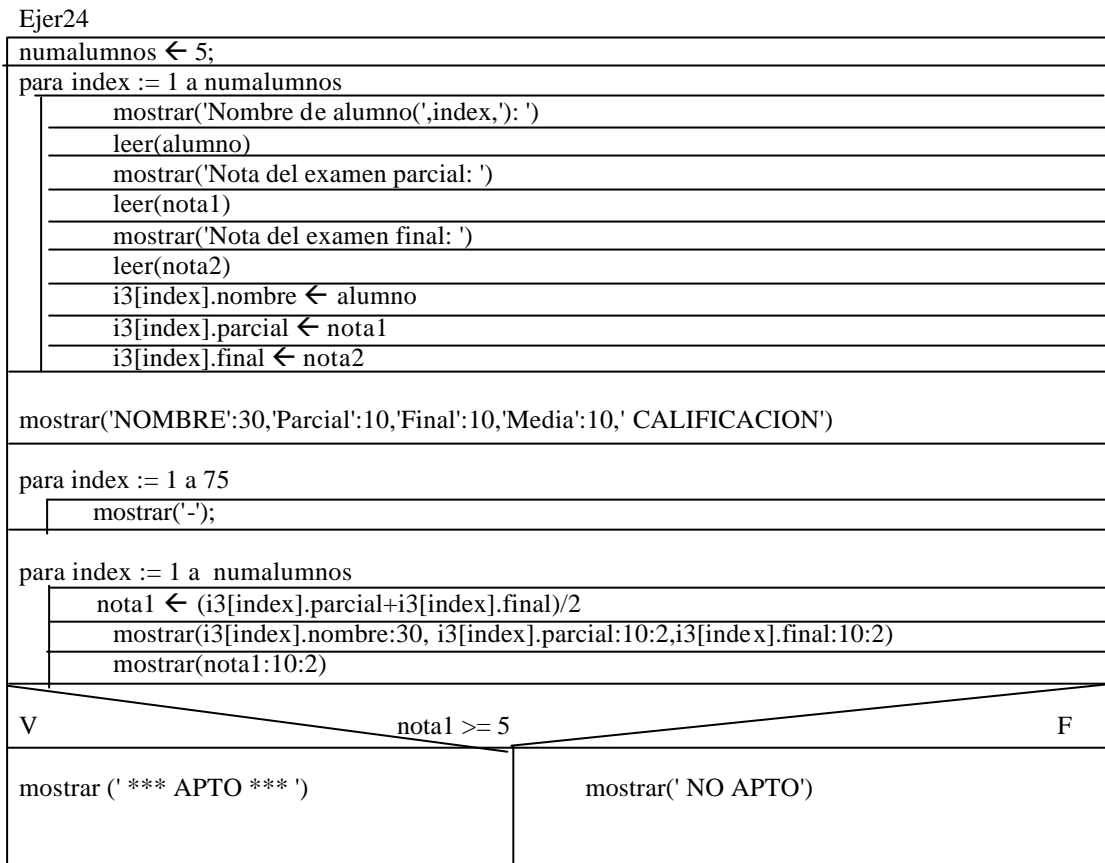 Ejer24
numalumnos ← 5;
para index := 1 a numalumnos
mostrar('Nombre de alumno(',index,'): ')
leer(alumno)
mostrar('Nota del examen parcial: ')
leer(nota1)
mostrar('Nota del examen final: ')
leer(nota2)
i3[index].nombre ← alumno
i3[index].parcial ← nota1
i3[index].final ← nota2
mostrar('NOMBRE':30,'Parcial':10,'Final':10,'Media':10,' CALIFICACION')
para index := 1 a 75
mostrar('-');
para index := 1 a  numalumnos
nota1 ← (i3[index].parcial+i3[index].final)/2
mostrar(i3[index].nombre:30, i3[index].parcial:10:2,i3[index].final:10:2)
mostrar(nota1:10:2)
V nota1 >= 5 F
mostrar (' *** APTO *** ') mostrar(' NO APTO')